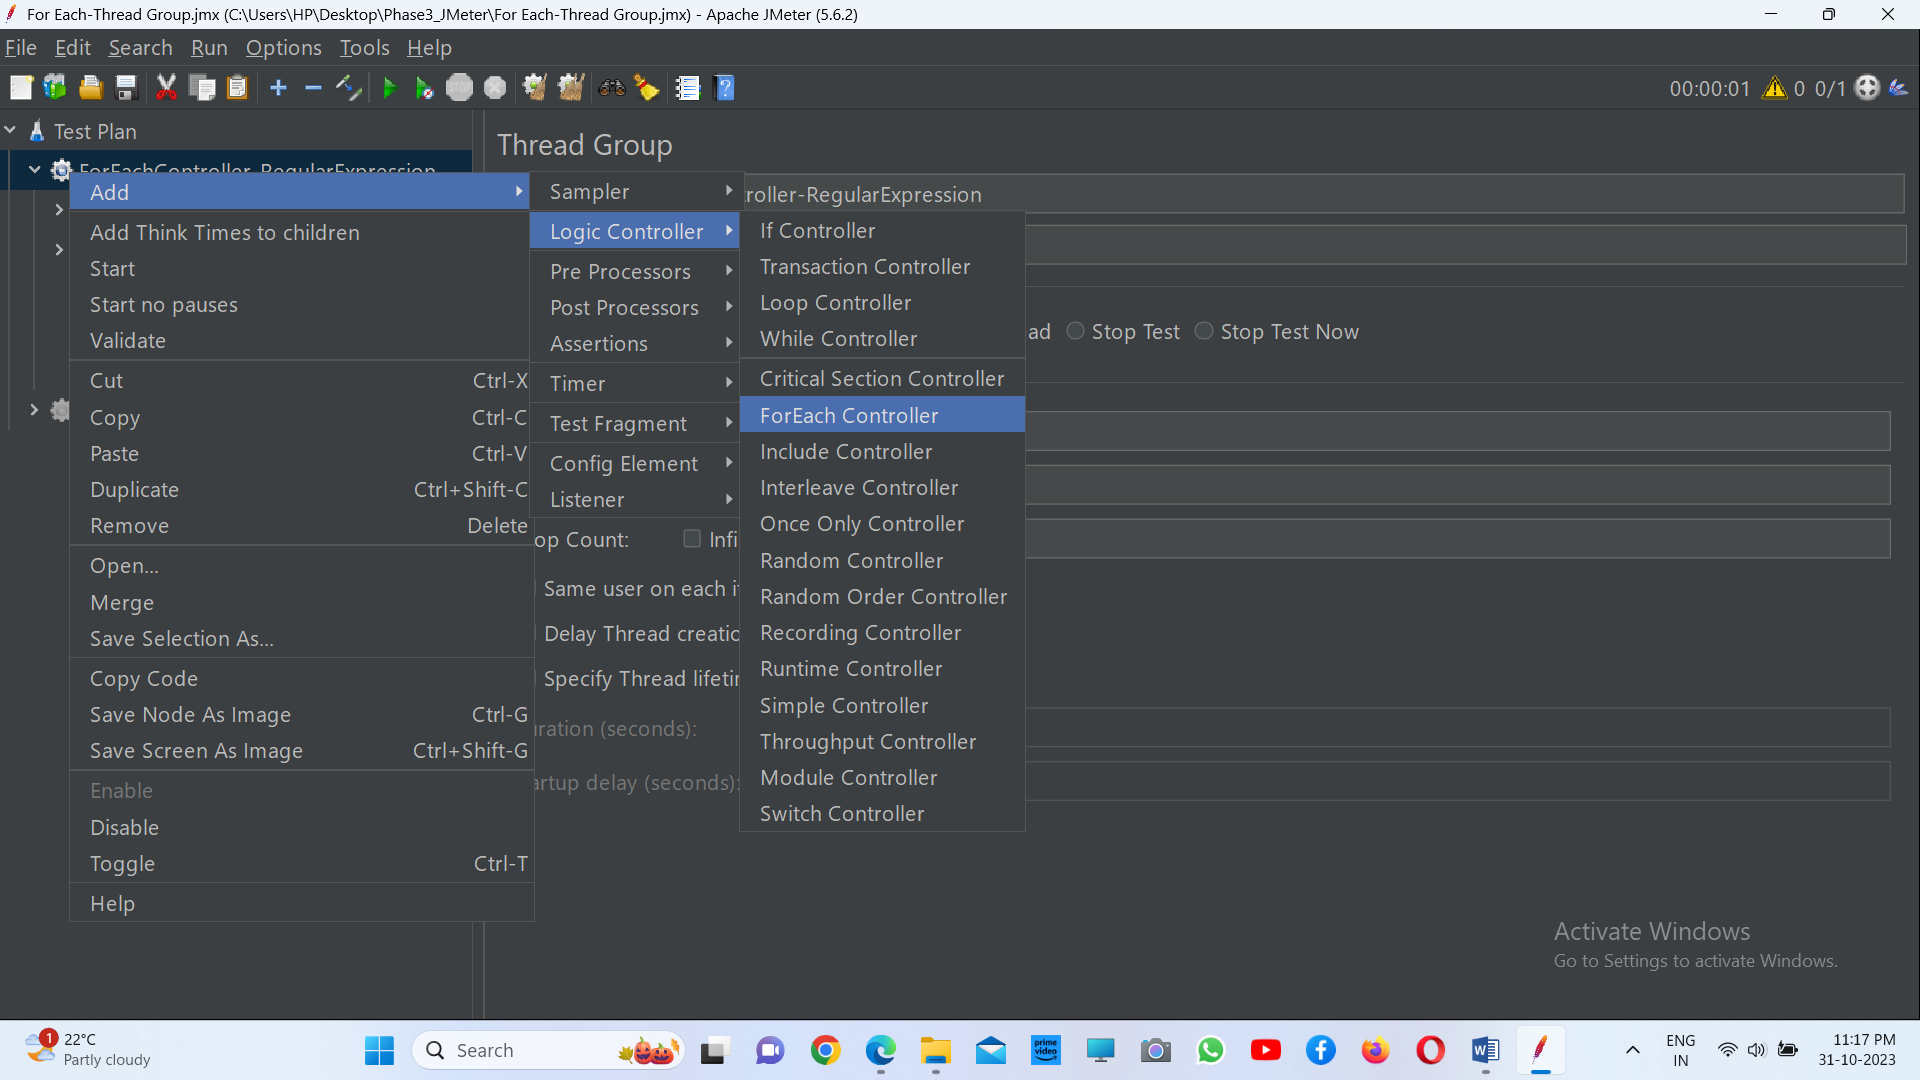 For Each-Thread Group.jmx (C:\Users\HP\Desktop\Phase3_JMeter\For Each-Thread Group.jmx) - Apache JMeter (5.6.2)
File Edit Search Run Options Tools Help
00:00:01 0 0/1
Test Plan
Thread Group
ForEachController-RegularExpression
roller-RegularExpression
Add
Add Think Times to children
Start
Start no pauses
Validate
Cut Ctrl-X
Copy Ctrl-C
Paste Ctrl-V
Duplicate Ctrl+Shift-C
Remove Delete
Open...
Merge
Save Selection As...
Copy Code
Save Node As Image Ctrl-G
Save Screen As Image Ctrl+Shift-G
Enable
Disable
Toggle Ctrl-T
Help
Sampler
Logic Controller
Pre Processors
Post Processors
Assertions
Timer
Test Fragment
Config Element
Listener
If Controller
Transaction Controller
Loop Controller
While Controller
Critical Section Controller
ForEach Controller
Include Controller
Interleave Controller
Once Only Controller
Random Controller
Random Order Controller
Recording Controller
Runtime Controller
Simple Controller
Throughput Controller
Module Controller
Switch Controller
ad Stop Test Stop Test Now
op Count: Infi
Same user on each i
Delay Thread creatio
Specify Thread lifetin
uration (seconds):
artup delay (seconds):
Activate Windows
Go to Settings to activate Windows.
1
22°C
Partly cloudy
Search
prime video
ENG
IN
11:17 PM
31-10-2023